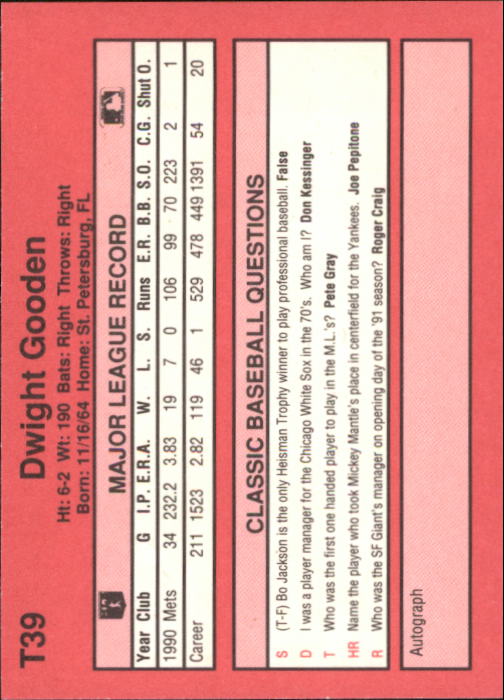 T39
Dwight Gooden
Ht: 6-2 Wt: 190 Bats: Right Throws: Right
Born: 11/16/64 Home: St. Petersburg, FL
MAJOR LEAGUE RECORD
Year Club G I.P. E.R.A. W. L. S. Runs E.R. B.B. S.O. C.G. Shut O.
1990 Mets 34 232.2 3.83 19 7 0 106 99 70 223 2 1
Career 211 1523 2.82 119 46 1 529 478 449 1391 54 20
CLASSIC BASEBALL QUESTIONS
S (T-F) Bo Jackson is the only Heisman Trophy winner to play professional baseball. False
D I was a player manager for the Chicago White Sox in the 70's. Who am I? Don Kessinger
T Who was the first one handed player to play in the M.L.'s? Pete Gray
HR Name the player who took Mickey Mantle's place in centerfield for the Yankees. Joe Pepitone
R Who was the SF Giant's manager on opening day of the '91 season? Roger Craig
Autograph